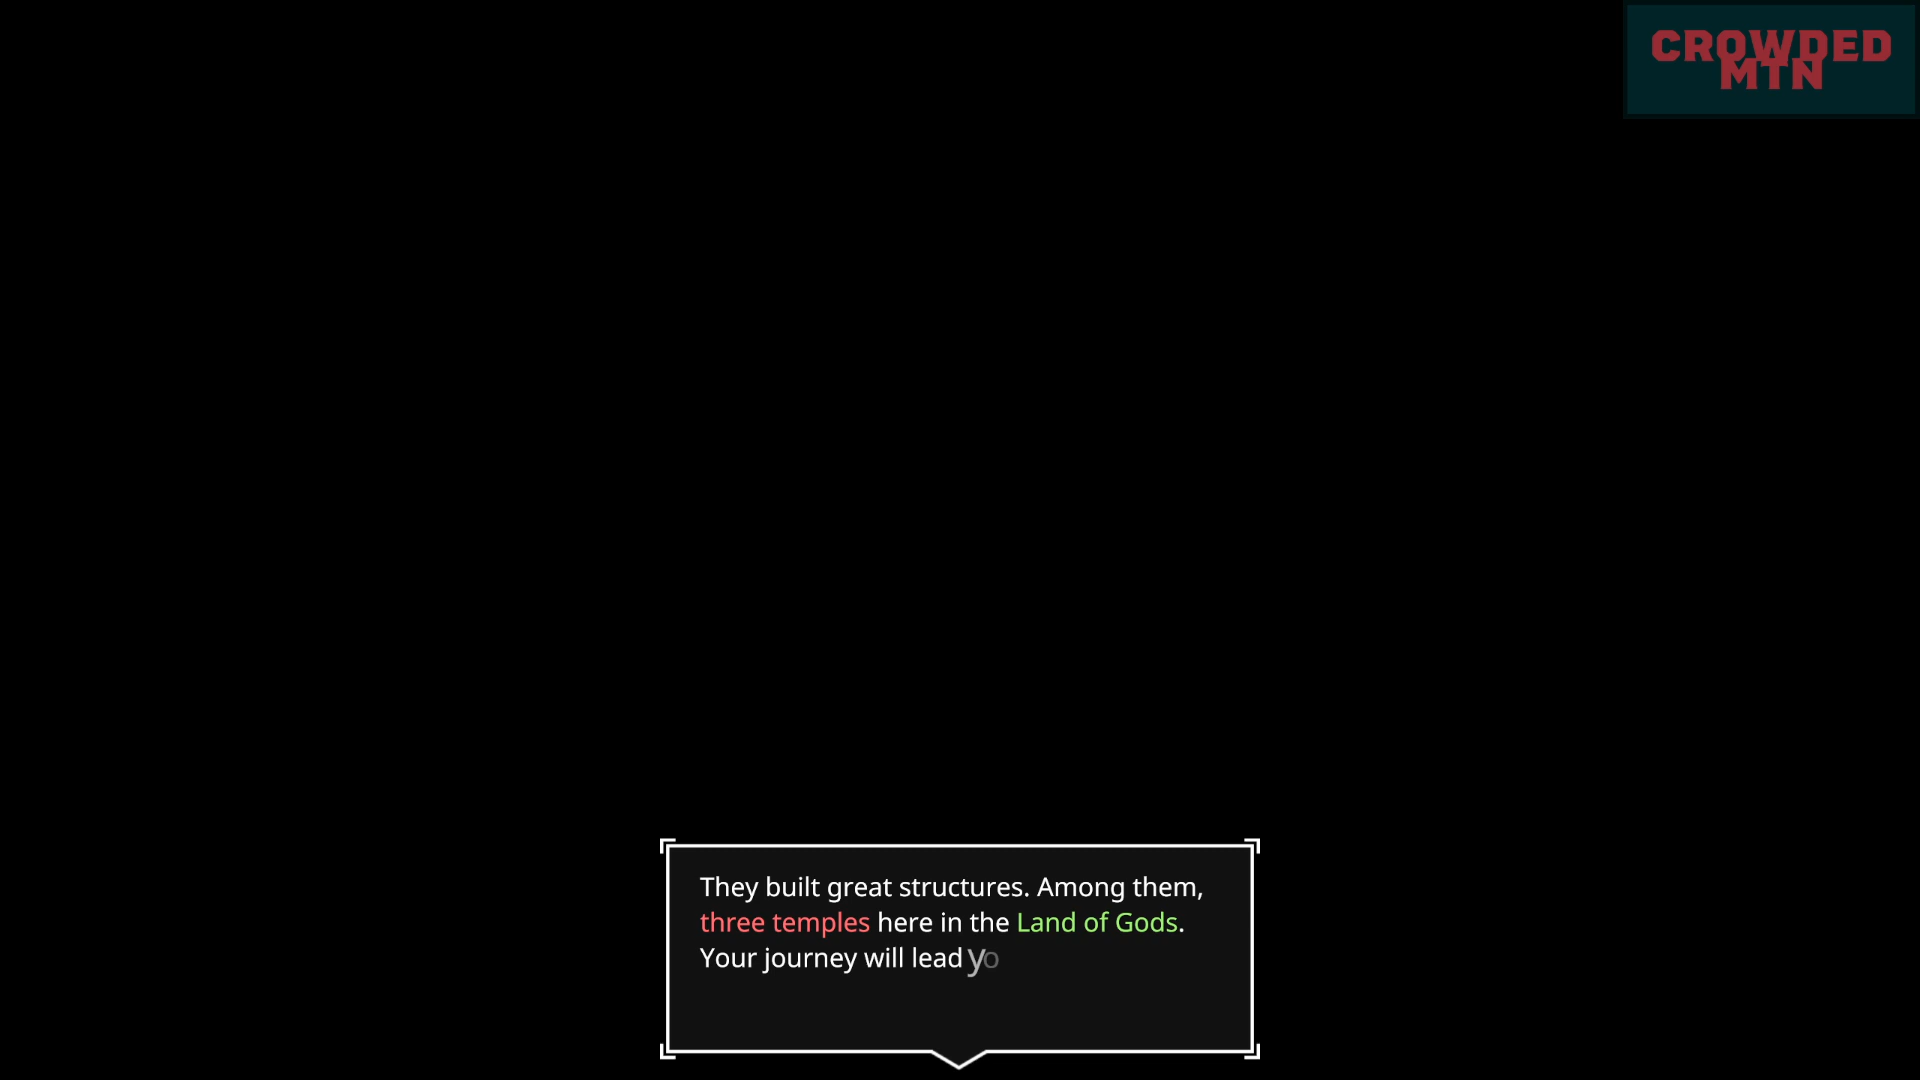 CROWDED
MTN
They built great structures. Among them,
three temples here in the Land of Gods.
Your journey will lead yo